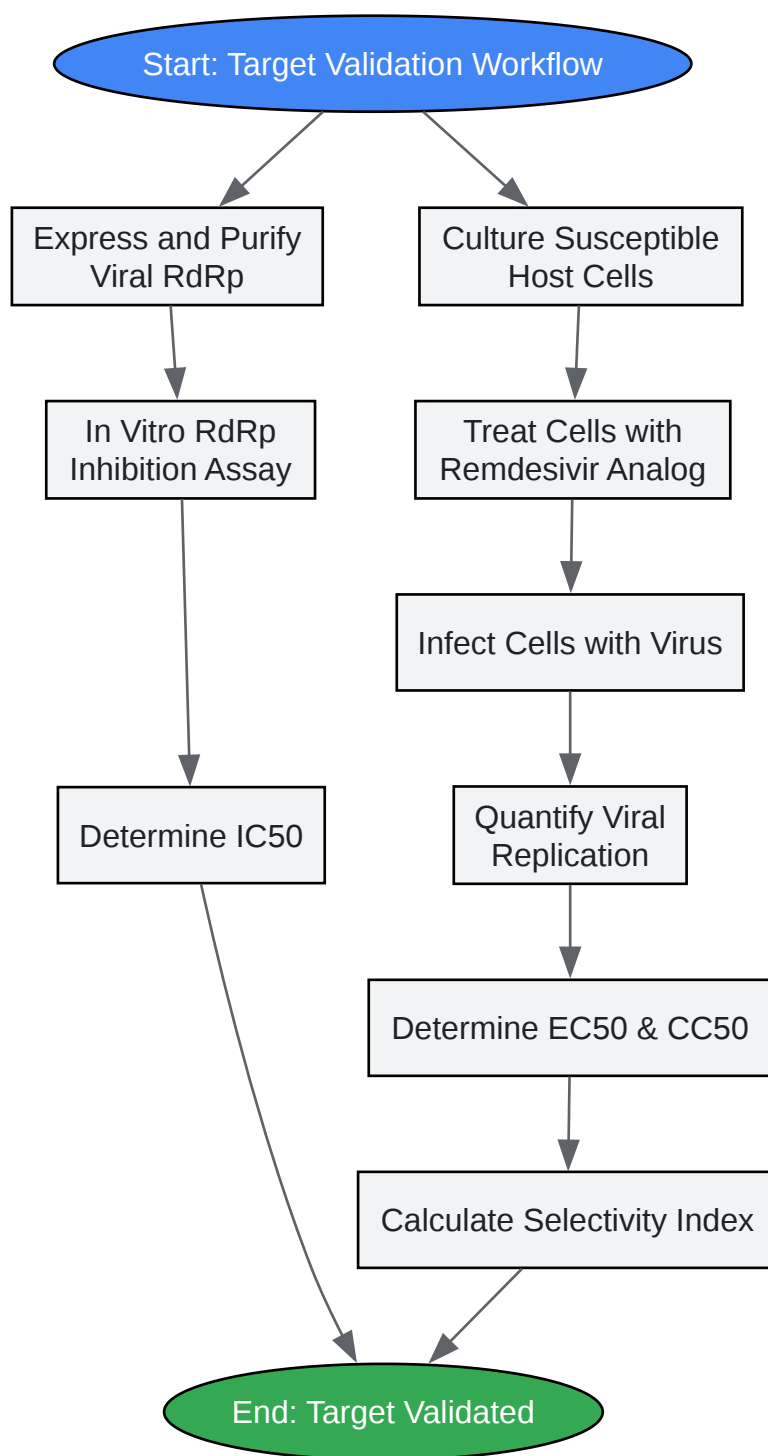 Start: Target Validation Workflow
Express and Purify
Viral RdRp
Culture Susceptible
Host Cells
In Vitro RdRp
Inhibition Assay
Treat Cells with
Remdesivir Analog
Infect Cells with Virus
Determine IC50
Quantify Viral
Replication
Determine EC50 & CC50
Calculate Selectivity Index
End: Target Validated